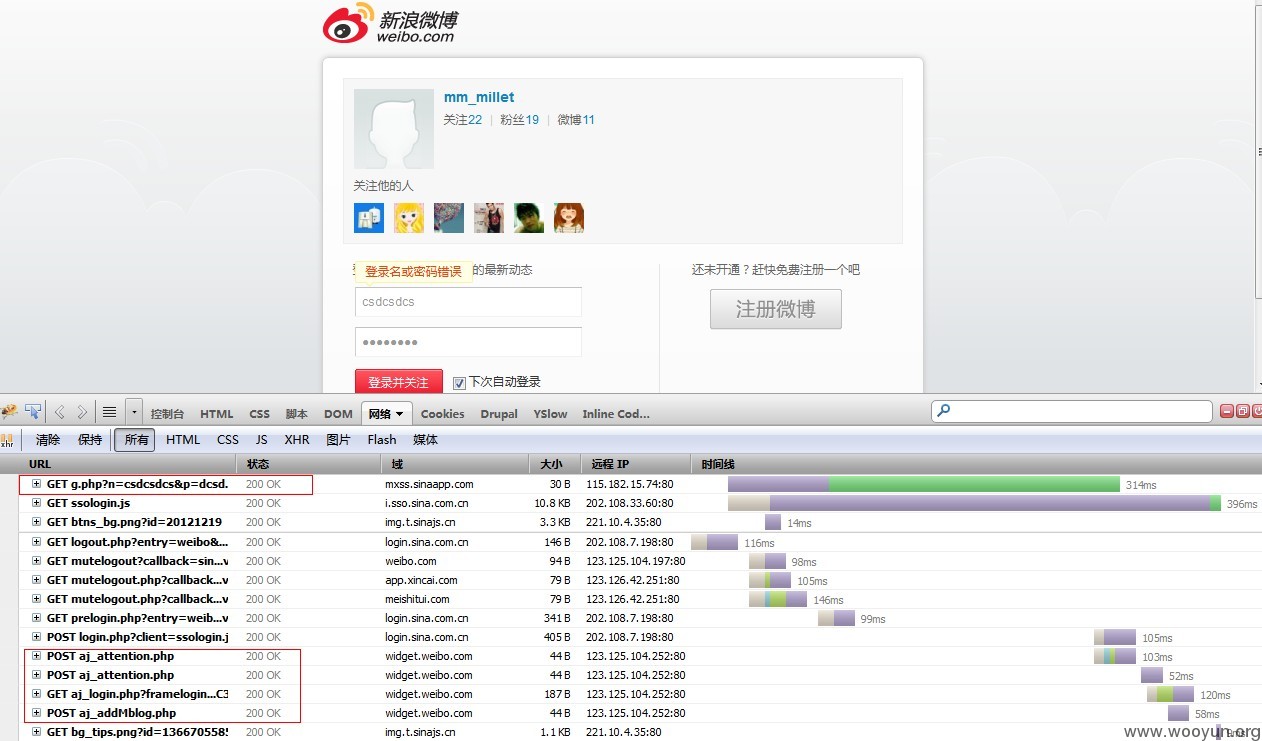 新浪微博
weibo.com
mm_millet
关注22 | 粉丝19 | 微博11
关注他的人
登录名或密码错误 的最新动态
还未开通？赶快免费注册一个吧
csdcsdcs
注册微博
登录并关注 下次自动登录
控制台 HTML CSS 脚本 DOM 网络 Cookies Drupal YSlow Inline Cod...
清除 保持 所有 HTML CSS JS XHR 图片 Flash 媒体
URL 状态 域 大小 远程 IP 时间线
GET g.php?n=csdcsdcs&p=dcsd. 200 OK mxss.sinaapp.com 30 B 115.182.15.74:80 314ms
GET ssologin.js 200 OK i.sso.sina.com.cn 10.8 KB 202.108.33.60:80 396ms
GET btns_bg.png?id=20121219 200 OK img.t.sinajs.cn 3.3 KB 221.10.4.35:80 14ms
GET logout.php?entry=weibo&... 200 OK login.sina.com.cn 146 B 202.108.7.198:80 116ms
GET mutelogout?callback=sin...v 200 OK weibo.com 94 B 123.125.104.197:80 98ms
GET mutelogout.php?callback...v 200 OK app.xincai.com 79 B 123.126.42.251:80 105ms
GET mutelogout.php?callback...v 200 OK meishitui.com 79 B 123.126.42.251:80 146ms
GET prelogin.php?entry=weib...v 200 OK login.sina.com.cn 341 B 202.108.7.198:80 99ms
POST login.php?client=ssologin.j 200 OK login.sina.com.cn 405 B 202.108.7.198:80 105ms
POST aj_attention.php 200 OK widget.weibo.com 44 B 123.125.104.252:80 103ms
POST aj_attention.php 200 OK widget.weibo.com 44 B 123.125.104.252:80 52ms
GET aj_login.php?framelogin...C3 200 OK widget.weibo.com 187 B 123.125.104.252:80 120ms
POST aj_addMblog.php 200 OK widget.weibo.com 44 B 123.125.104.252:80 58ms
GET bg_tips.png?id=1366705585 200 OK img.t.sinajs.cn 1.1 KB 221.10.4.35:80
www.wooyun.org